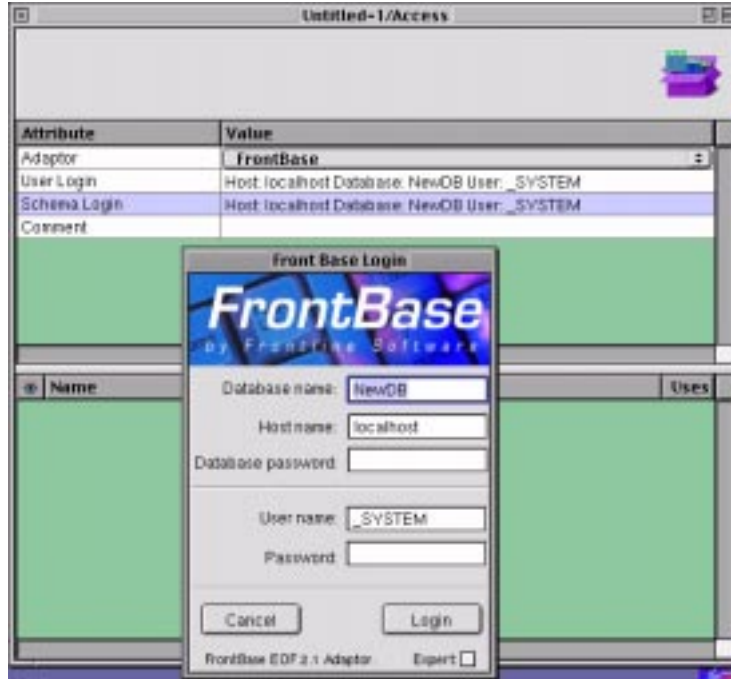 Untitled-1/Access
Attribute Value
Adaptor FrontBase
User Login Host: localhost Database: NewDB User: _SYSTEM
Schema Login Host: localhost Database: NewDB User: _SYSTEM
Comment
Front Base Login
FrontBase
by Frontline Software
Name Uses
Database name: NewDB
Host name: localhost
Database password:
User name: _SYSTEM
Password:
Cancel Login
FrontBase EOF 2.1 Adaptor Expert